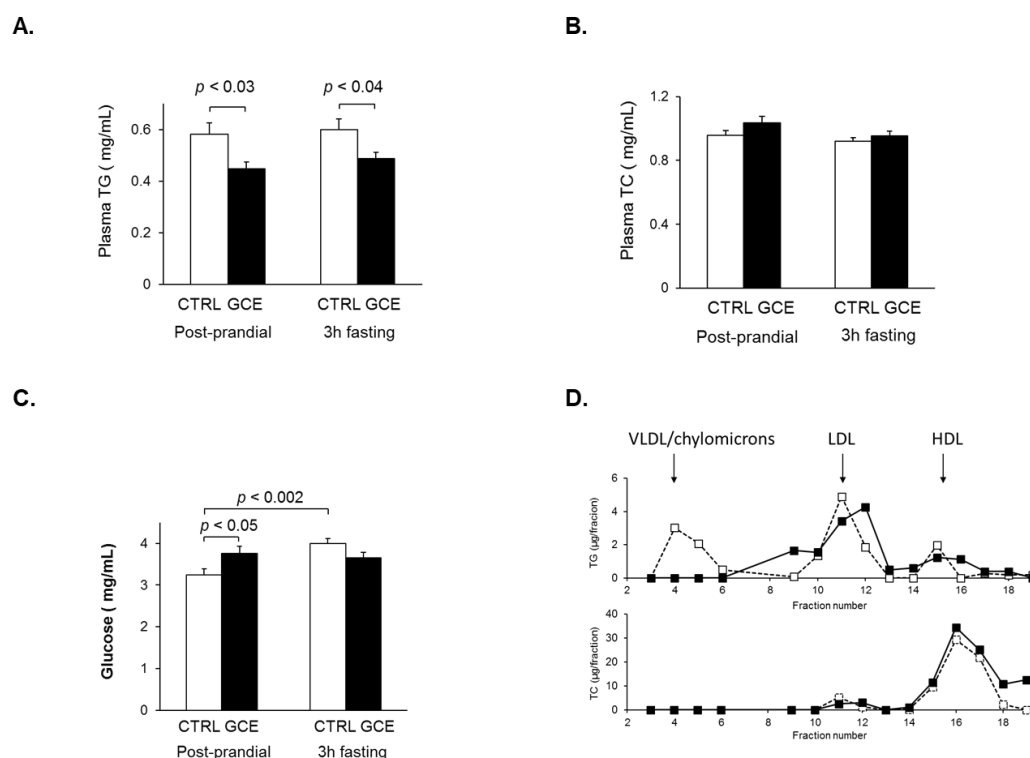 A.
p < 0.03
p < 0.04
Plasma TG ( mg/mL)
0.6
0.4
0.2
0
CTRL GCE
CTRL GCE
Post-prandial
3h fasting
B.
Plasma TC ( mg/mL)
1.2
0.8
0.4
0
CTRL GCE
CTRL GCE
Post-prandial
3h fasting
C.
p < 0.002
p < 0.05
Glucose ( mg/mL)
4
3
2
1
0
CTRL GCE
CTRL GCE
Post-prandial
3h fasting
D.
VLDL/chylomicrons
LDL
HDL
TG (µg/fracion)
6
4
2
0
2 4 6 8 10 12 14 16 18
Fraction number
TC (µg/fraction)
40
30
20
10
0
2 4 6 8 10 12 14 16 18
Fraction number